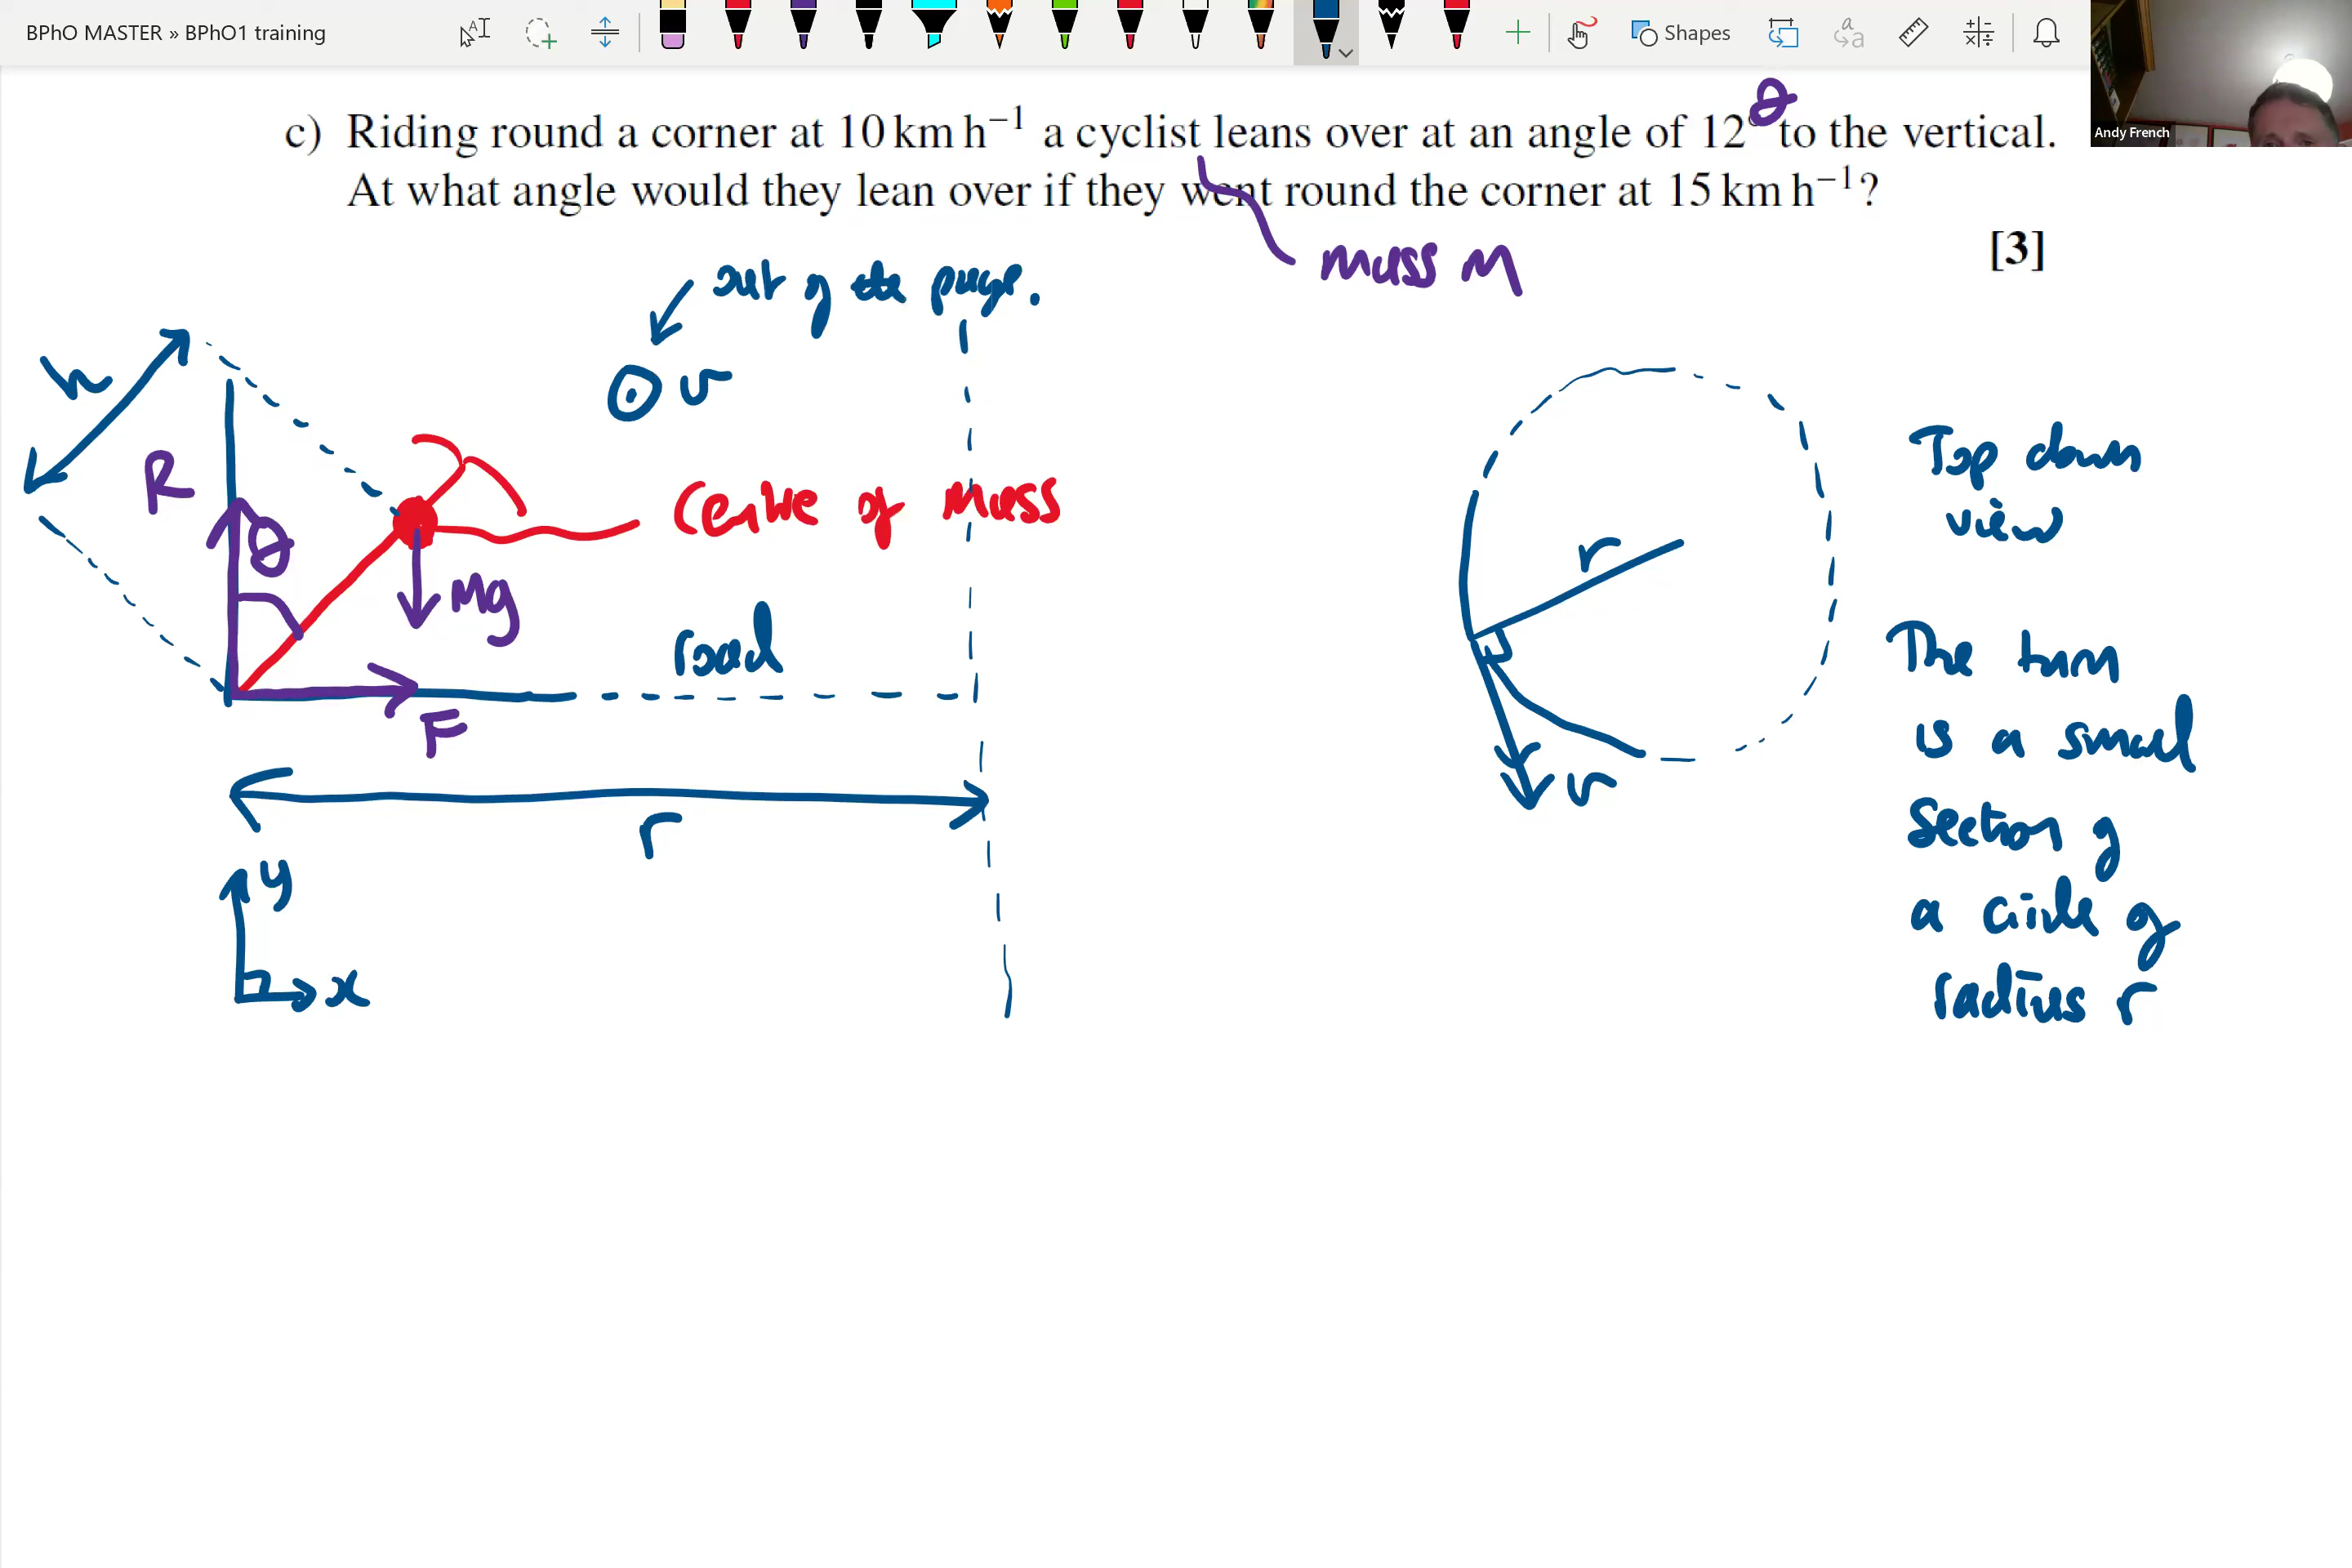 BPhO MASTER » BPhO1 training
Shapes
Andy French
c) Riding round a corner at 10 km h⁻¹ a cyclist leans over at an angle of 12° to the vertical.
θ
At what angle would they lean over if they went round the corner at 15 km h⁻¹?
[3]
mass M
out of the page.
v
h
R
θ
Centre of mass
Mg
road
F
r
y
x
r
v
Top down
view
The turn
is a small
section of
a circle of
radius r